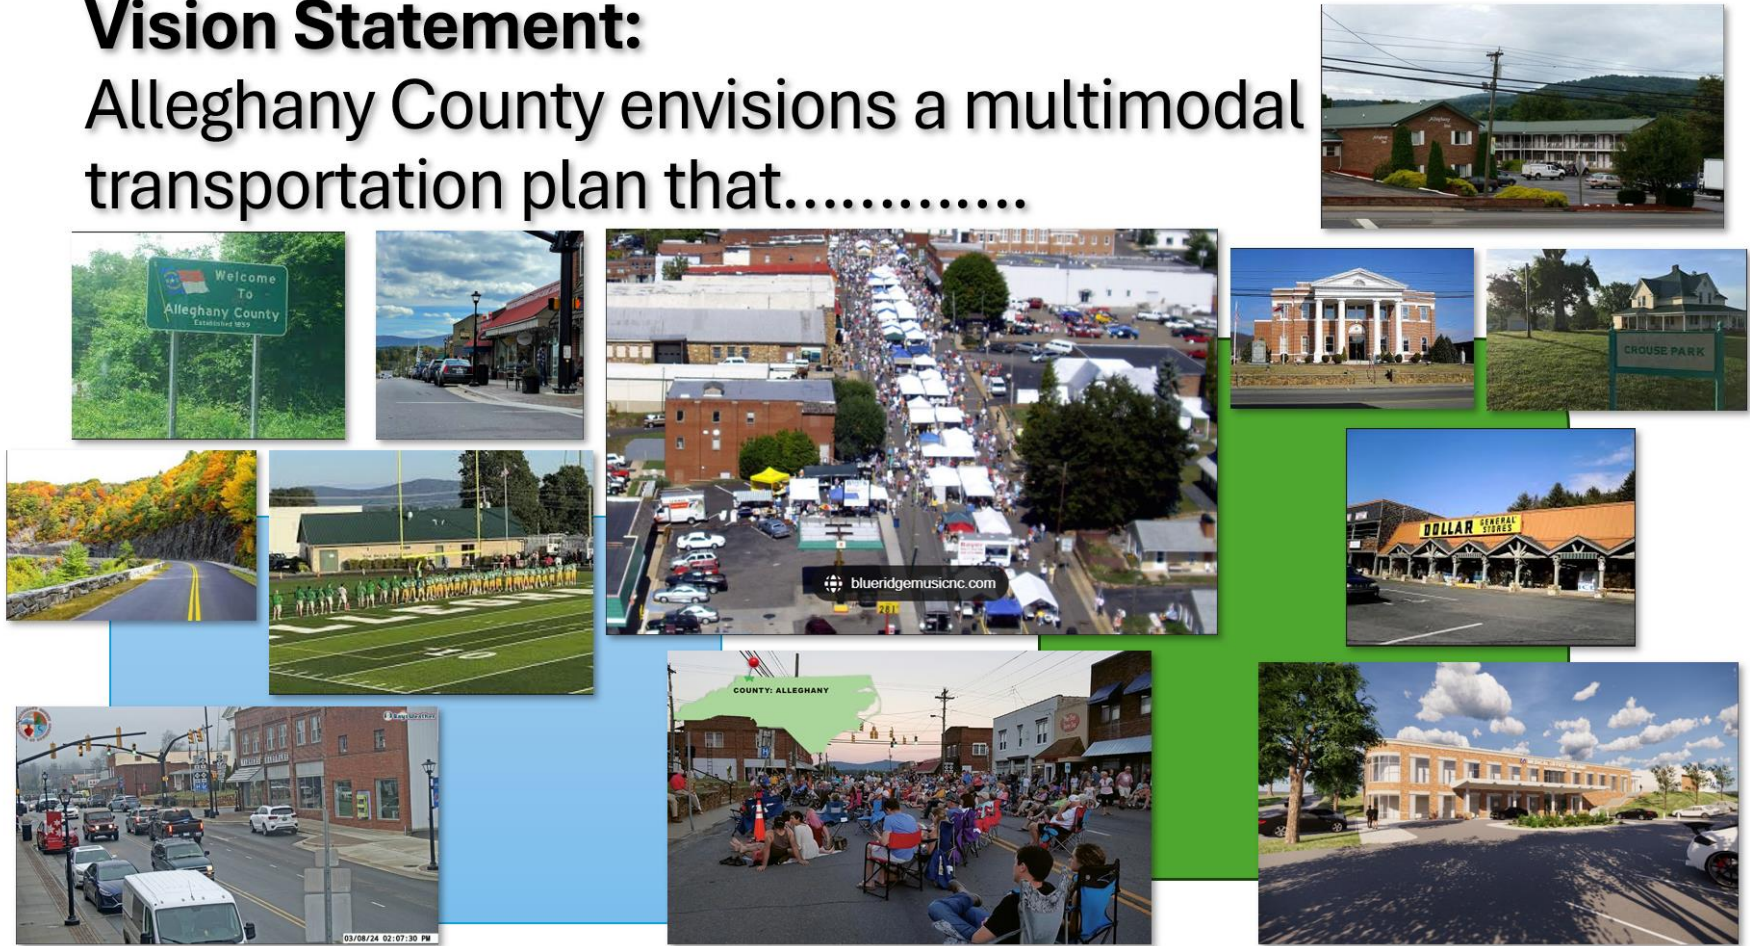 Vision Statement:
Alleghany County envisions a multimodal
transportation plan that.............
Welcome
To
Alleghany County
Established 1859
CROUSE PARK
DOLLAR GENERAL
STORES
blueridgemusicnc.com
COUNTY: ALLEGHANY
03/08/24 02:07:30 PM